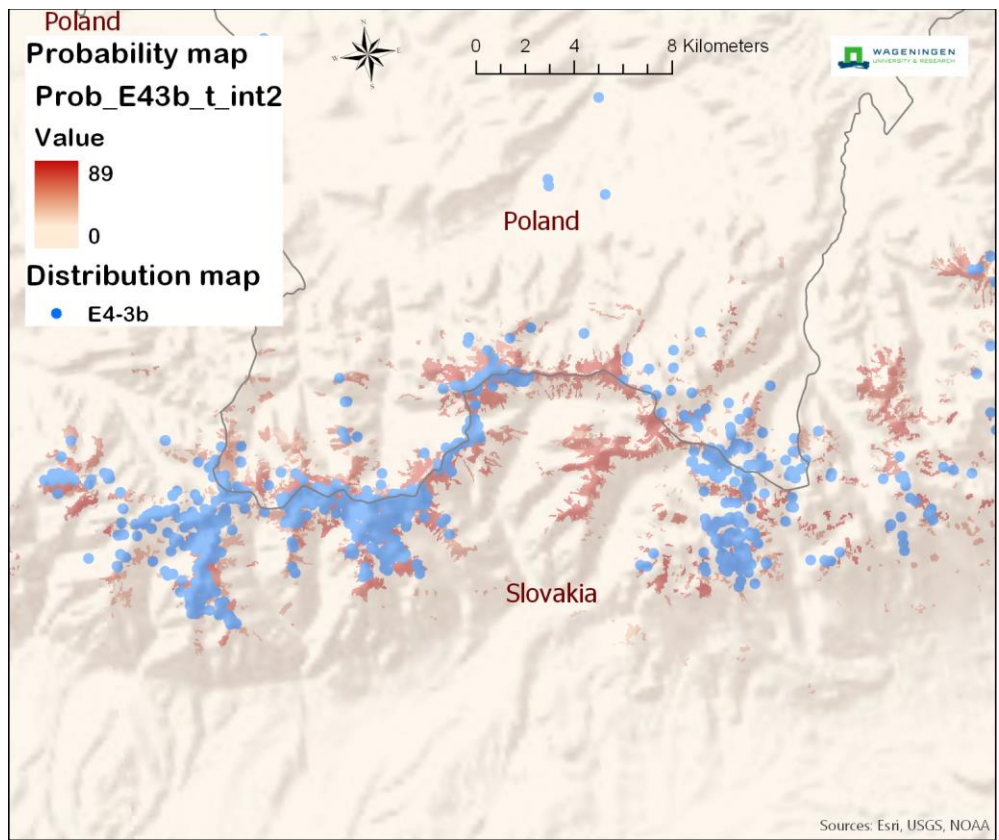 Poland
Probability map
Prob_E43b_t_int2
Value
89
0
Distribution map
E4-3b
N
W
E
S
0 2 4 8 Kilometers
WAGENINGEN
UNIVERSITY & RESEARCH
Poland
Slovakia
Sources: Esri, USGS, NOAA